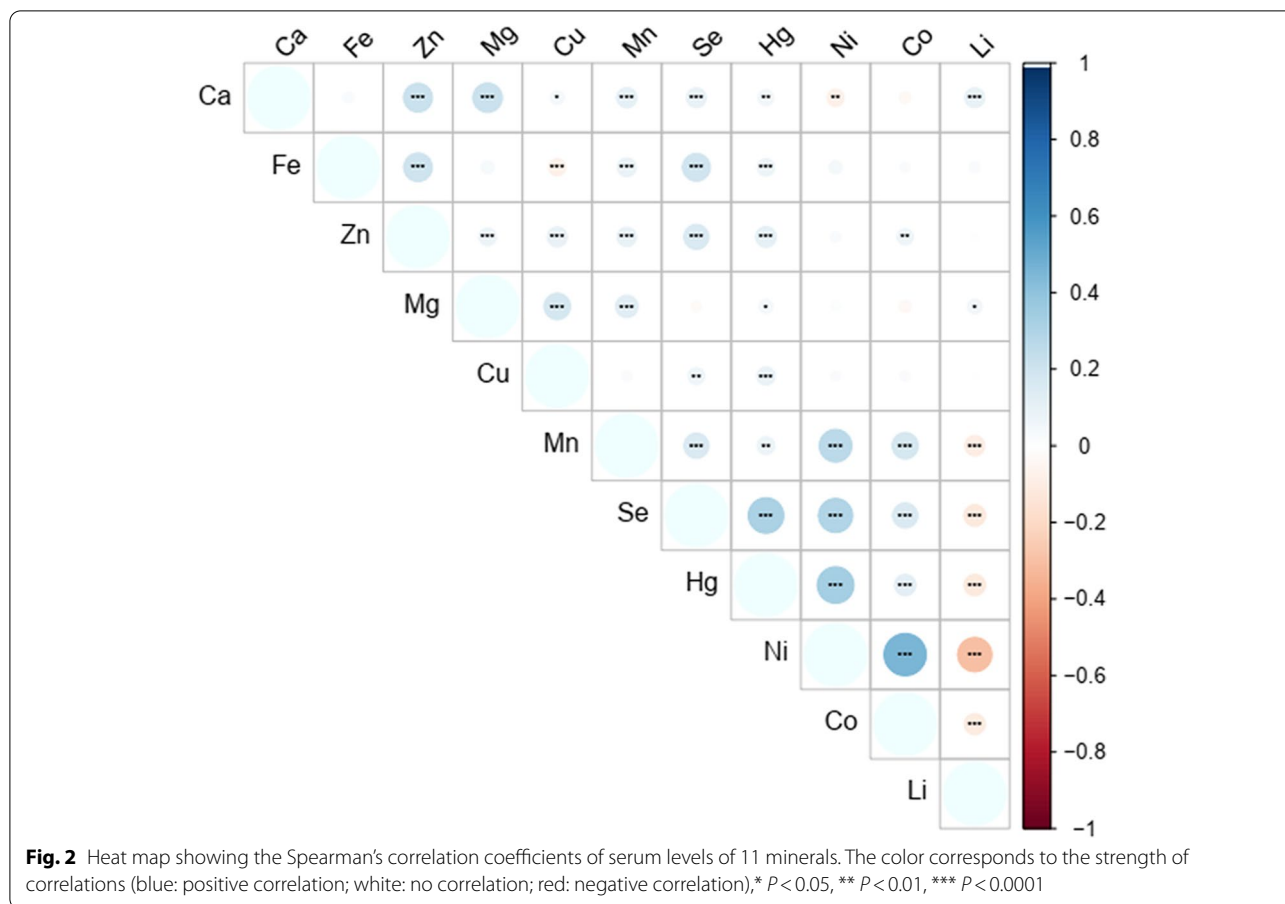 Ca Fe Zn Mg Cu Mn Se Hg Ni Co Li
Ca *** *** * *** *** ** ** ***
Fe *** *** *** *** ***
Zn *** *** *** *** *** **
Mg *** *** * *
Cu ** ***
Mn *** ** *** *** ***
Se *** *** *** ***
Hg *** *** ***
Ni *** ***
Co ***
Li
1
0.8
0.6
0.4
0.2
0
−0.2
−0.4
−0.6
−0.8
−1
Fig. 2 Heat map showing the Spearman's correlation coefficients of serum levels of 11 minerals. The color corresponds to the strength of
correlations (blue: positive correlation; white: no correlation; red: negative correlation),* P < 0.05, ** P < 0.01, *** P < 0.0001